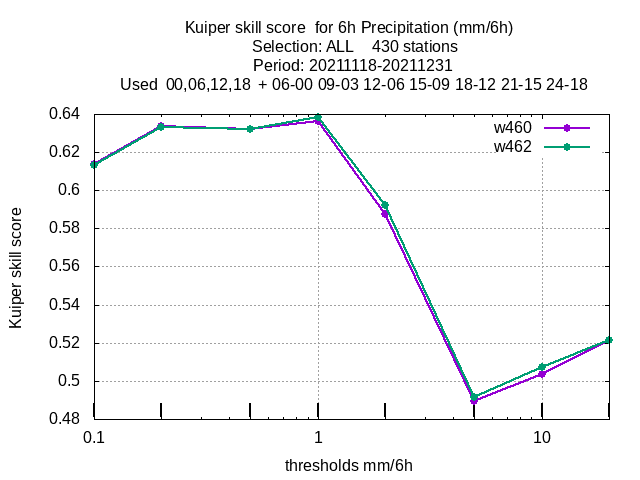 Kuiper skill score  for 6h Precipitation (mm/6h)
Selection: ALL    430 stations
Period: 20211118-20211231
Used  00,06,12,18  + 06-00 09-03 12-06 15-09 18-12 21-15 24-18
w460
w462
0.64
0.62
0.6
0.58
0.56
0.54
0.52
0.5
0.48
Kuiper skill score
0.1 1 10
thresholds mm/6h